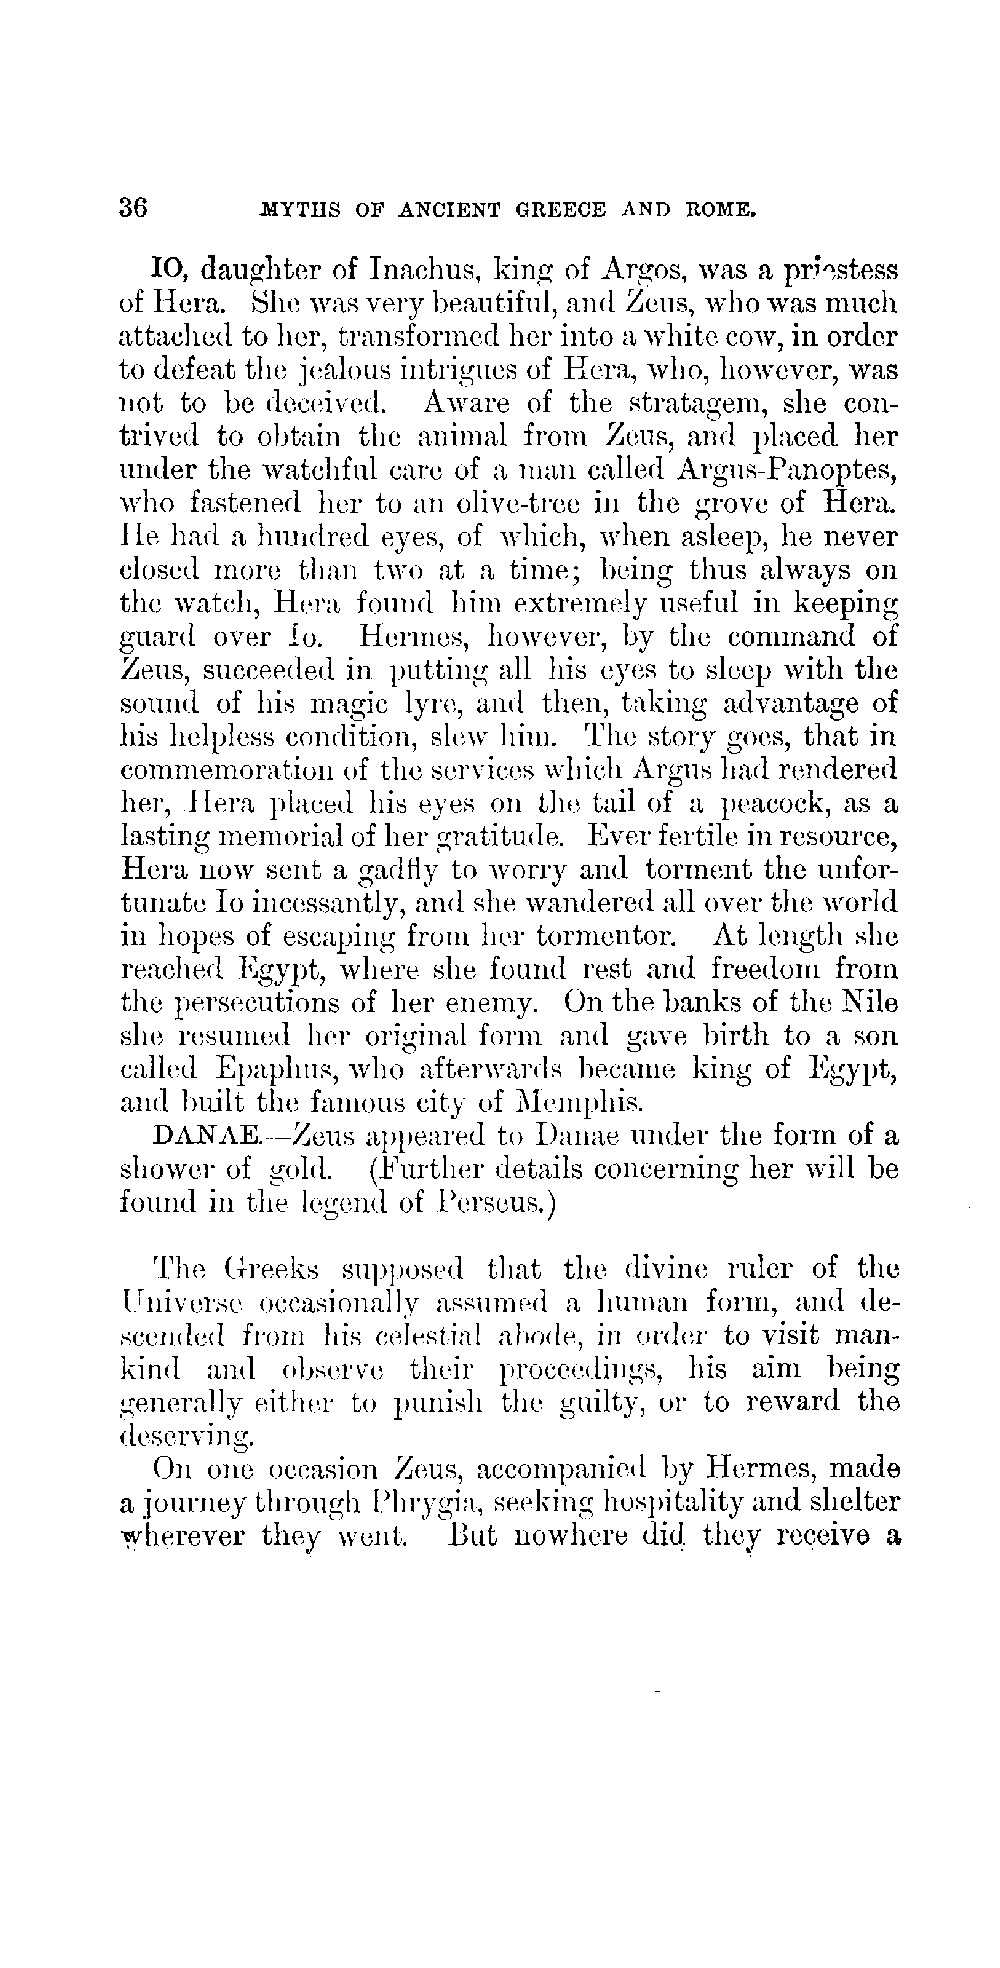 36 MYTHS OF ANCIENT GREECE AND ROME.
IO, daughter of Inachus, king of Argos, was a priestess
of Hera. She was very beautiful, and Zeus, who was much
attached to her, transformed her into a white cow, in order
to defeat the jealous intrigues of Hera, who, however, was
not to be deceived. Aware of the stratagem, she con-
trived to obtain the animal from Zeus, and placed her
under the watchful care of a man called Argus-Panoptes,
who fastened her to an olive-tree in the grove of Hera.
He had a hundred eyes, of which, when asleep, he never
closed more than two at a time; being thus always on
the watch, Hera found him extremely useful in keeping
guard over Io. Hermes, however, by the command of
Zeus, succeeded in putting all his eyes to sleep with the
sound of his magic lyre, and then, taking advantage of
his helpless condition, slew him. The story goes, that in
commemoration of the services which Argus had rendered
her, Hera placed his eyes on the tail of a peacock, as a
lasting memorial of her gratitude. Ever fertile in resource,
Hera now sent a gadfly to worry and torment the unfor-
tunate Io incessantly, and she wandered all over the world
in hopes of escaping from her tormentor. At length she
reached Egypt, where she found rest and freedom from
the persecutions of her enemy. On the banks of the Nile
she resumed her original form and gave birth to a son
called Epaphus, who afterwards became king of Egypt,
and built the famous city of Memphis.
DANAE.—Zeus appeared to Danae under the form of a
shower of gold. (Further details concerning her will be
found in the legend of Perseus.)
The Greeks supposed that the divine ruler of the
Universe occasionally assumed a human form, and de-
scended from his celestial abode, in order to visit man-
kind and observe their proceedings, his aim being
generally either to punish the guilty, or to reward the
deserving.
On one occasion Zeus, accompanied by Hermes, made
a journey through Phrygia, seeking hospitality and shelter
wherever they went. But nowhere did they receive a